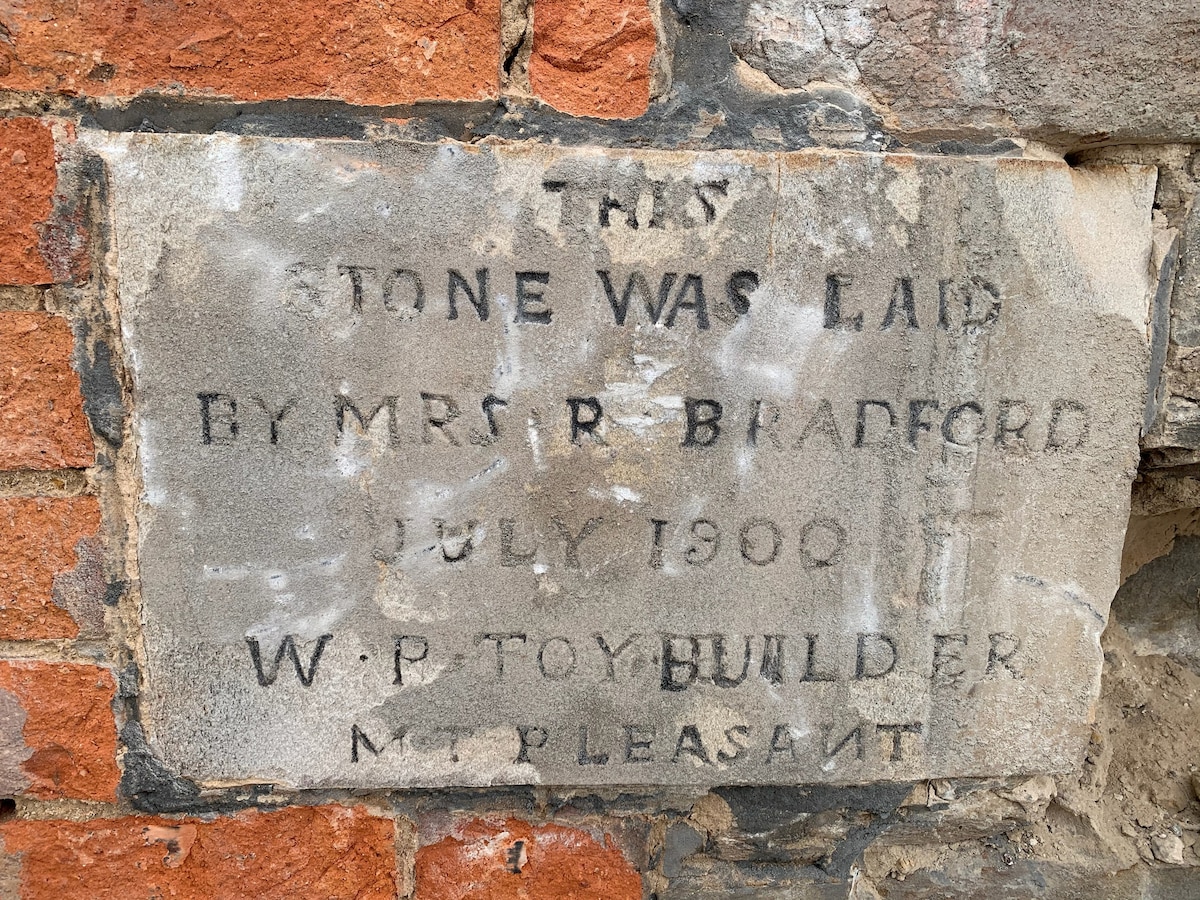 THIS
STONE WAS LAID
BY MRS R. BRADFORD
JULY 1900
W. P. TOY. BUILDER
MT PLEASANT